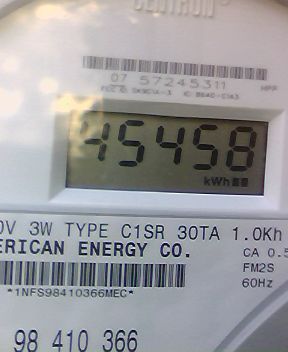 CENTRON
07 57245311
45458
kWh
0V 3W TYPE C1SR 30TA 1.0Kh
ERICAN ENERGY CO.
CA 0.5
FM2S
60Hz
*1NFS98410366MEC*
98 410 366